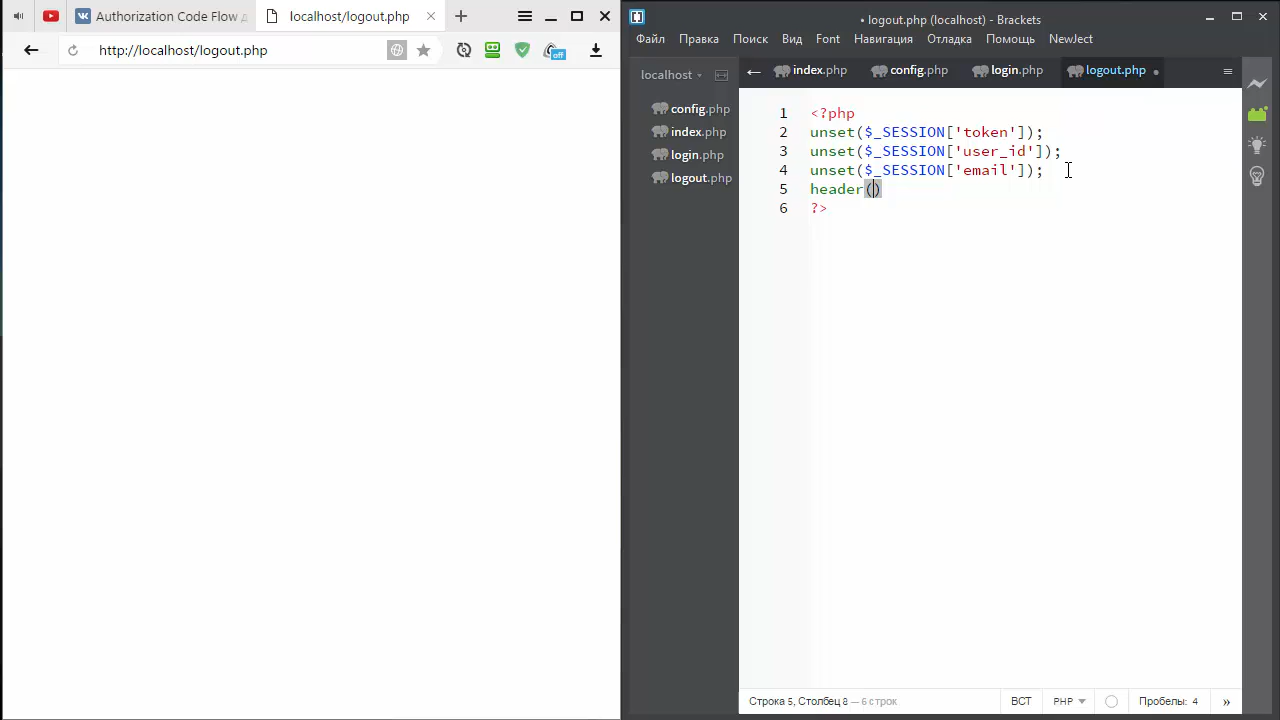 Authorization Code Flow д
localhost/logout.php
http://localhost/logout.php
off
• logout.php (localhost) - Brackets
Файл Правка Поиск Вид Font Навигация Отладка Помощь NewJect
localhost
config.php
index.php
login.php
logout.php
index.php config.php login.php logout.php
1 <?php
2 unset($_SESSION['token']);
3 unset($_SESSION['user_id']);
4 unset($_SESSION['email']);
5 header()
6 ?>
Строка 5, Столбец 8 — 6 строк
ВСТ PHP Пробелы: 4 »